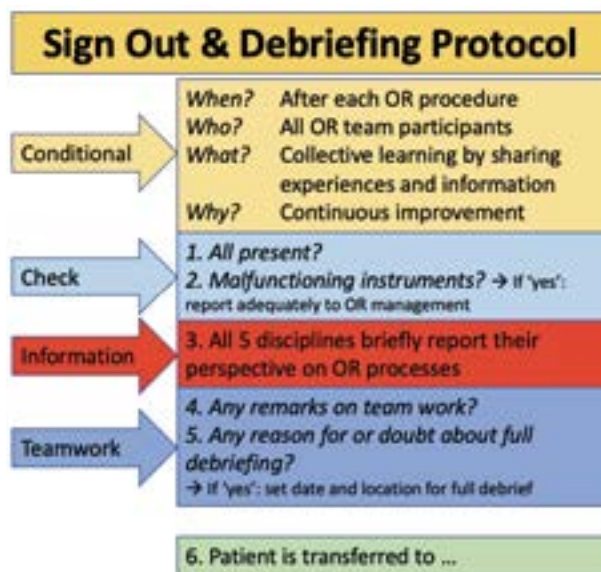 Sign Out & Debriefing Protocol
Conditional
When? After each OR procedure
Who? All OR team participants
What? Collective learning by sharing
experiences and information
Why? Continuous improvement
Check
1. All present?
2. Malfunctioning instruments? → If 'yes':
report adequately to OR management
Information
3. All 5 disciplines briefly report their
perspective on OR processes
Teamwork
4. Any remarks on team work?
5. Any reason for or doubt about full
debriefing?
→ If 'yes': set date and location for full debrief
6. Patient is transferred to ...